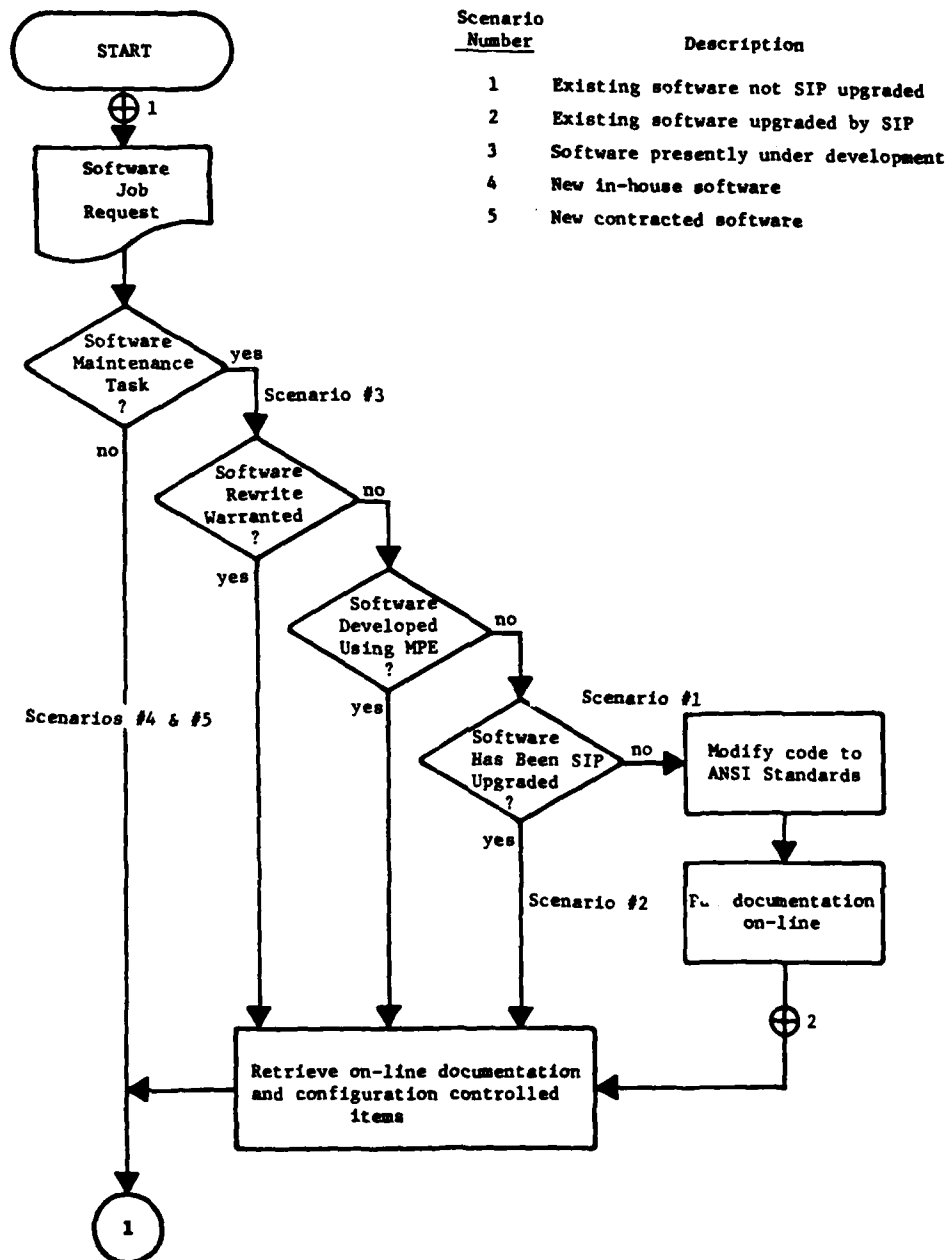 START
1
Software
Job
Request
Scenario
Number
Description
1 Existing software not SIP upgraded
2 Existing software upgraded by SIP
3 Software presently under development
4 New in-house software
5 New contracted software
Software
Maintenance
Task
?
yes
no
Scenario #3
Software
Rewrite
Warranted
?
no
yes
Software
Developed
Using MPE
?
no
yes
Scenarios #4 & #5
Scenario #1
Software
Has Been SIP
Upgraded
?
no
yes
Modify code to
ANSI Standards
Scenario #2
documentation
on-line
2
Retrieve on-line documentation
and configuration controlled
items
1